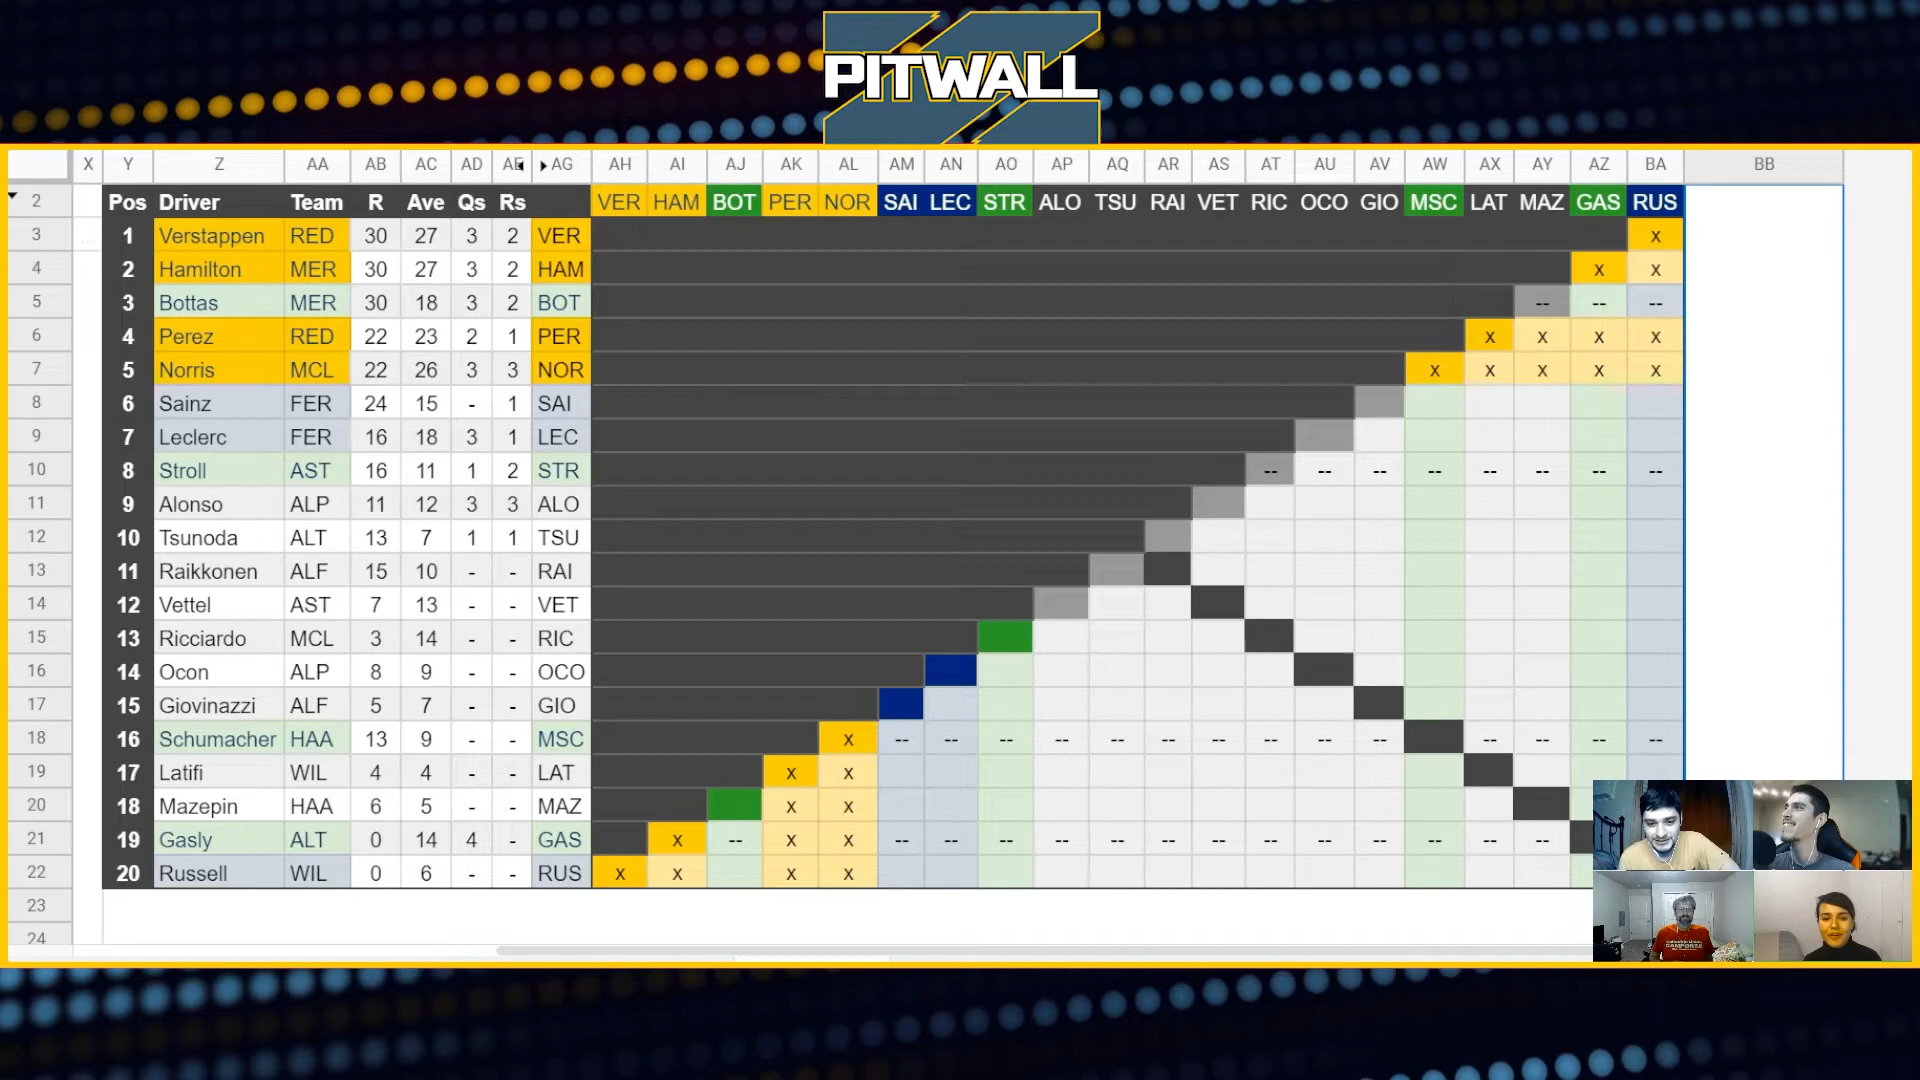 PITWALL
X Y Z AA AB AC AD AE AG AH AI AJ AK AL AM AN AO AP AQ AR AS AT AU AV AW AX AY AZ BA BB
2 Pos Driver Team R Ave Qs Rs VER HAM BOT PER NOR SAI LEC STR ALO TSU RAI VET RIC OCO GIO MSC LAT MAZ GAS RUS
3 1 Verstappen RED 30 27 3 2 VER x
4 2 Hamilton MER 30 27 3 2 HAM x x
5 3 Bottas MER 30 18 3 2 BOT -- -- --
6 4 Perez RED 22 23 2 1 PER x x x x
7 5 Norris MCL 22 26 3 3 NOR x x x x x
8 6 Sainz FER 24 15 - 1 SAI
9 7 Leclerc FER 16 18 3 1 LEC
10 8 Stroll AST 16 11 1 2 STR -- -- -- -- -- -- -- --
11 9 Alonso ALP 11 12 3 3 ALO
12 10 Tsunoda ALT 13 7 1 1 TSU
13 11 Raikkonen ALF 15 10 - - RAI
14 12 Vettel AST 7 13 - - VET
15 13 Ricciardo MCL 3 14 - - RIC
16 14 Ocon ALP 8 9 - - OCO
17 15 Giovinazzi ALF 5 7 - - GIO
18 16 Schumacher HAA 13 9 - - MSC x -- -- -- -- -- -- -- -- -- -- -- -- -- --
19 17 Latifi WIL 4 4 - - LAT x x
20 18 Mazepin HAA 6 5 - - MAZ x x
21 19 Gasly ALT 0 14 4 - GAS x -- x x -- -- -- -- -- -- -- -- -- -- -- -- --
22 20 Russell WIL 0 6 - - RUS x x x x
23
24